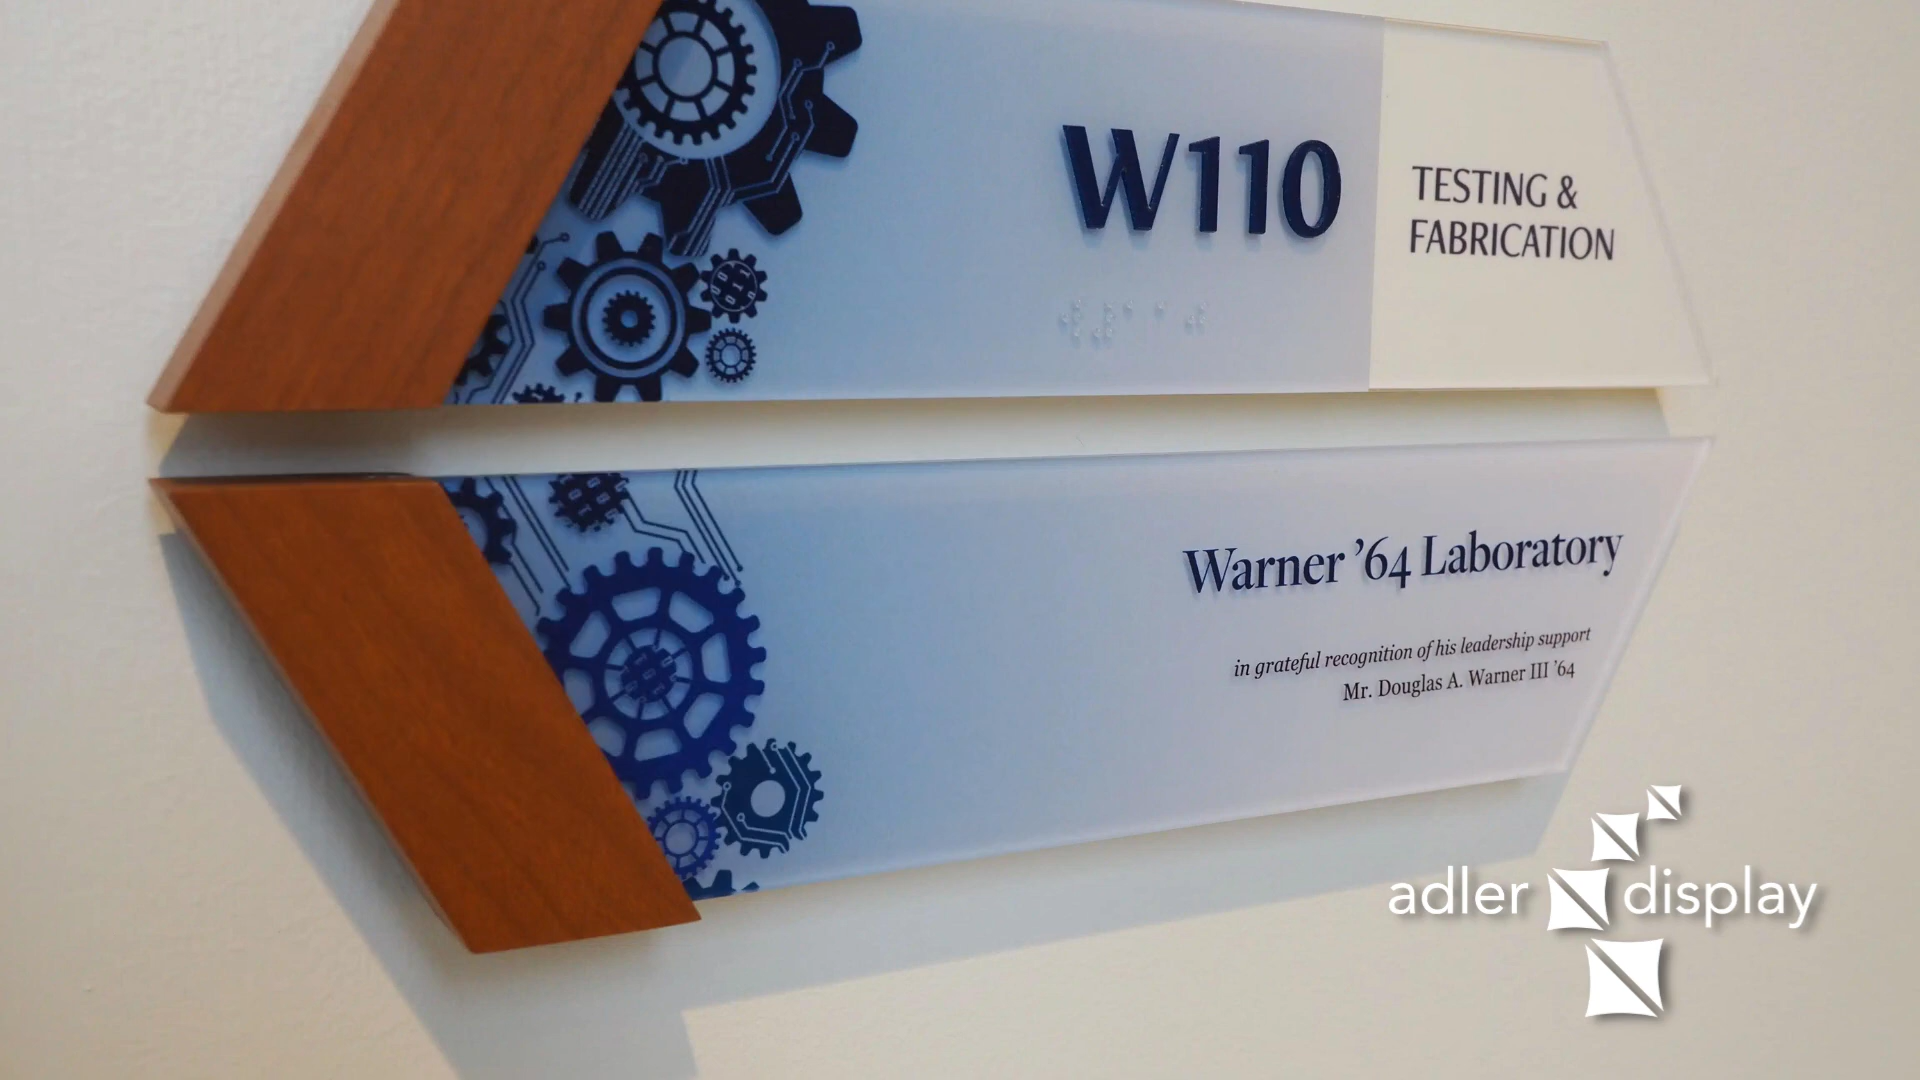 W110
TESTING &
FABRICATION
Warner ’64 Laboratory
in grateful recognition of his leadership support
Mr. Douglas A. Warner III ’64
adler display